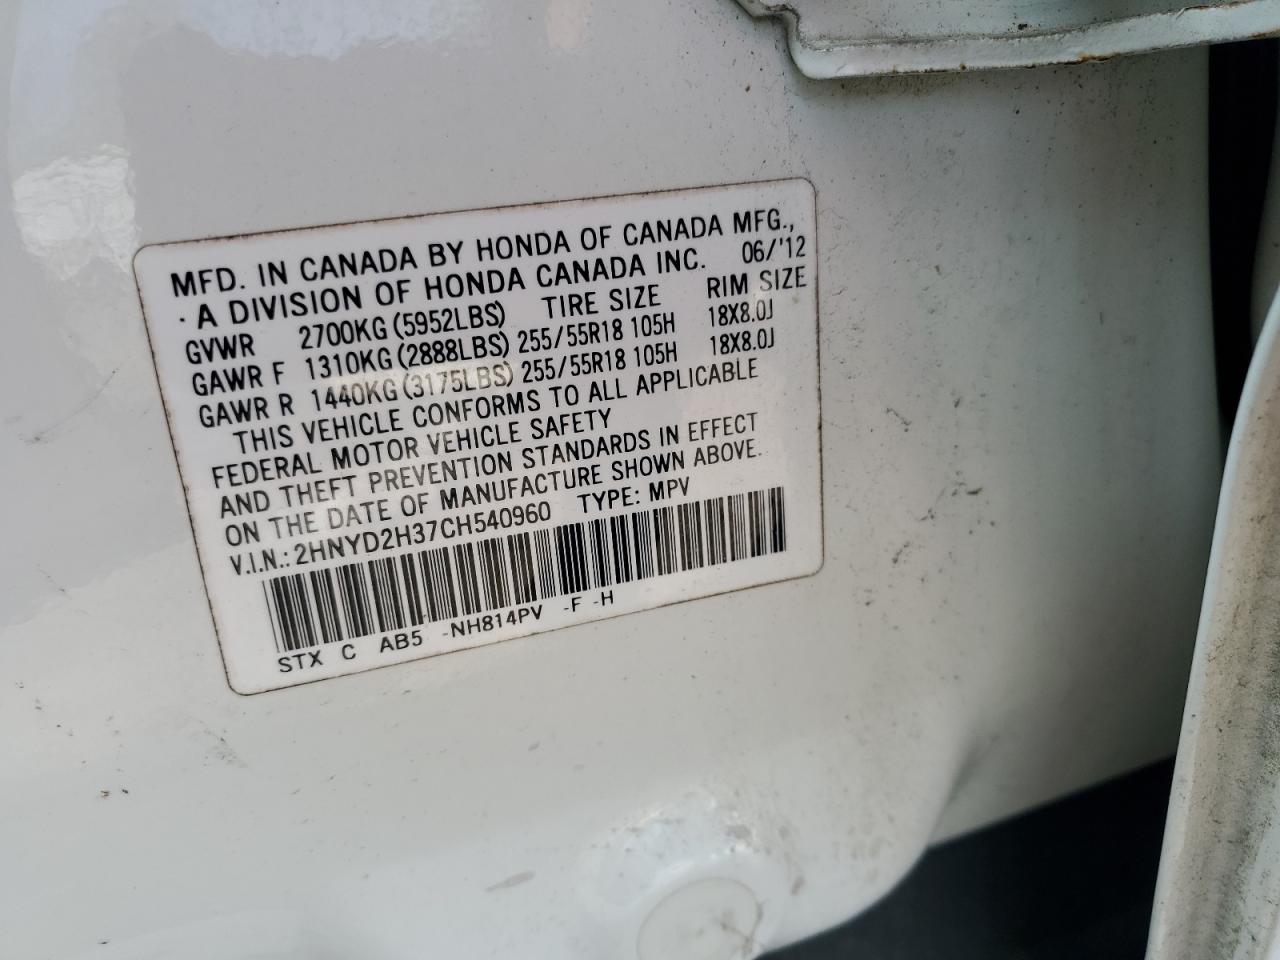 MFD. IN CANADA BY HONDA OF CANADA MFG.,
· A DIVISION OF HONDA CANADA INC. 06/'12
GVWR 2700KG (5952LBS) TIRE SIZE RIM SIZE
GAWR F 1310KG (2888LBS) 255/55R18 105H 18X8.0J
GAWR R 1440KG (3175LBS) 255/55R18 105H 18X8.0J
THIS VEHICLE CONFORMS TO ALL APPLICABLE
FEDERAL MOTOR VEHICLE SAFETY
AND THEFT PREVENTION STANDARDS IN EFFECT
ON THE DATE OF MANUFACTURE SHOWN ABOVE.
V.I.N.: 2HNYD2H37CH540960 TYPE: MPV
STX C AB5 -NH814PV -F -H